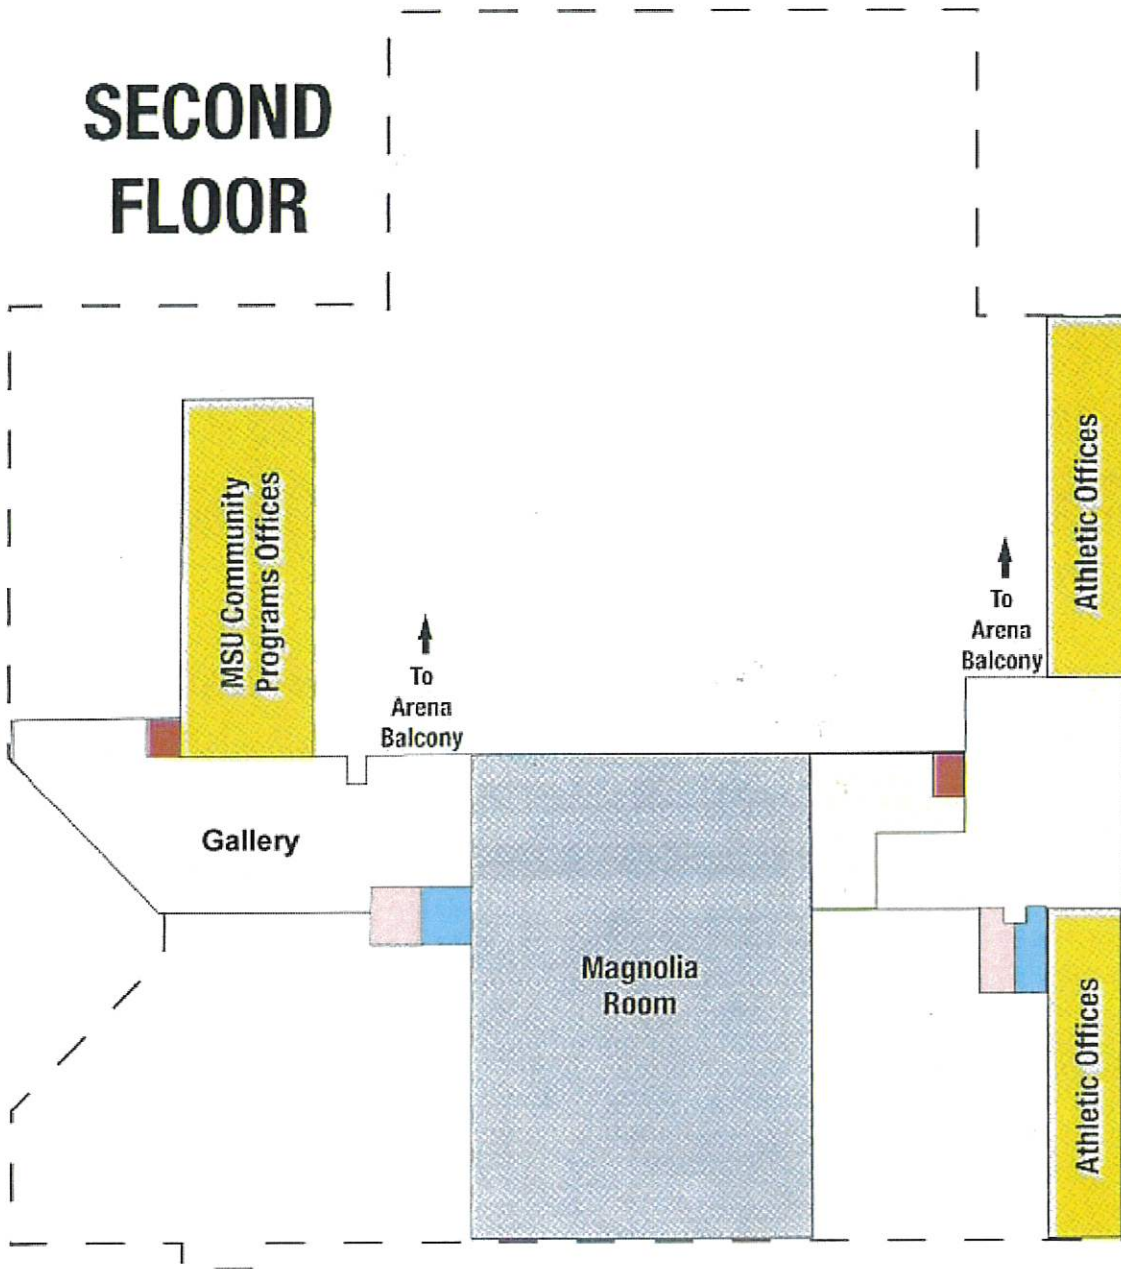 SECOND
FLOOR
MSU Community
Programs Offices
Athletic Offices
To
Arena
Balcony
To
Arena
Balcony
Gallery
Magnolia
Room
Athletic Offices